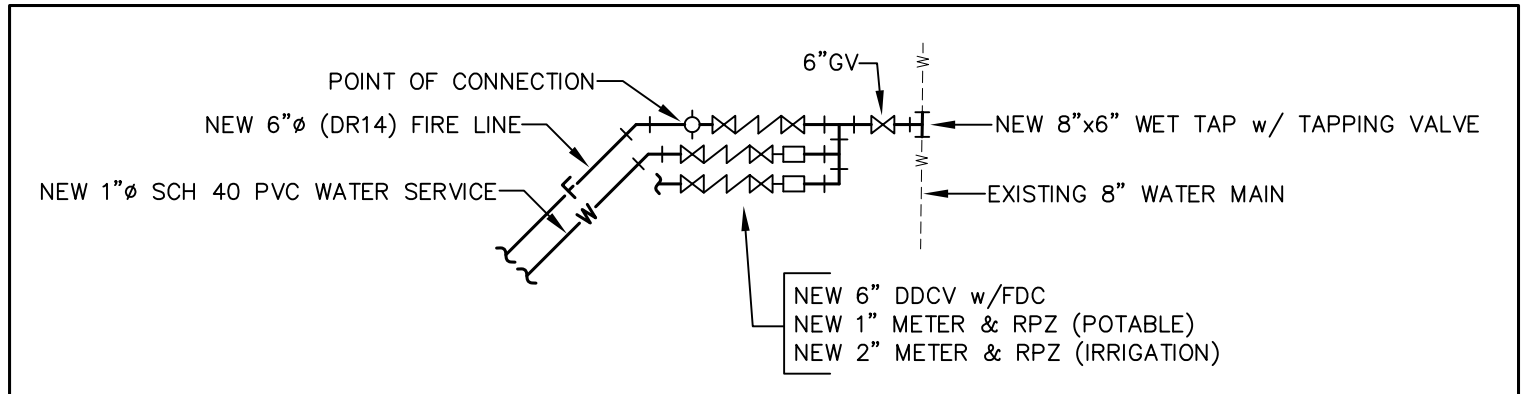 6"GV
W
POINT OF CONNECTION
NEW 6"ø (DR14) FIRE LINE
NEW 8"x6" WET TAP w/ TAPPING VALVE
W
NEW 1"ø SCH 40 PVC WATER SERVICE
F
EXISTING 8" WATER MAIN
W
NEW 6" DDCV w/FDC
NEW 1" METER & RPZ (POTABLE)
NEW 2" METER & RPZ (IRRIGATION)